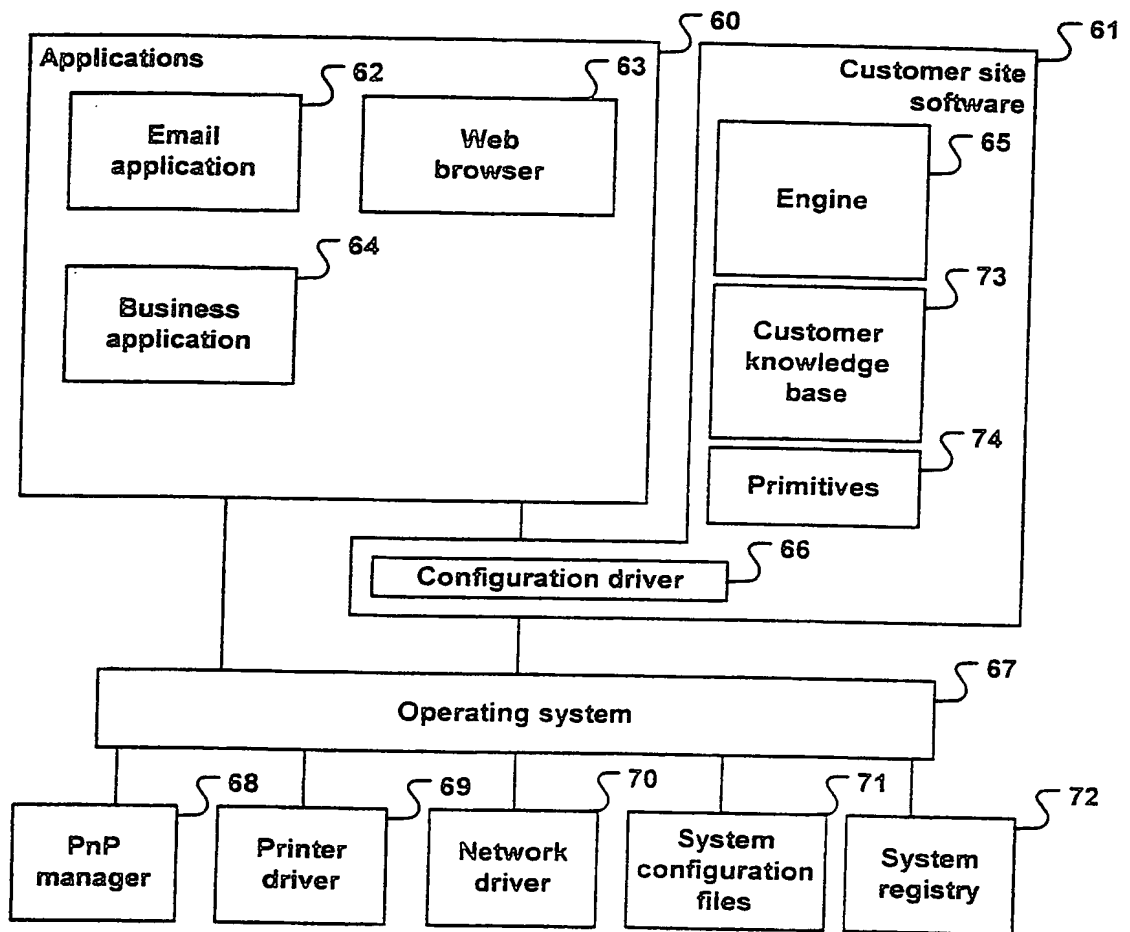 60
61
Applications
62
63
Customer site
software
Email
application
Web
browser
65
Engine
64
Business
application
73
Customer
knowledge
base
74
Primitives
66
Configuration driver
67
Operating system
68
69
70
71
72
PnP
manager
Printer
driver
Network
driver
System
configuration
files
System
registry